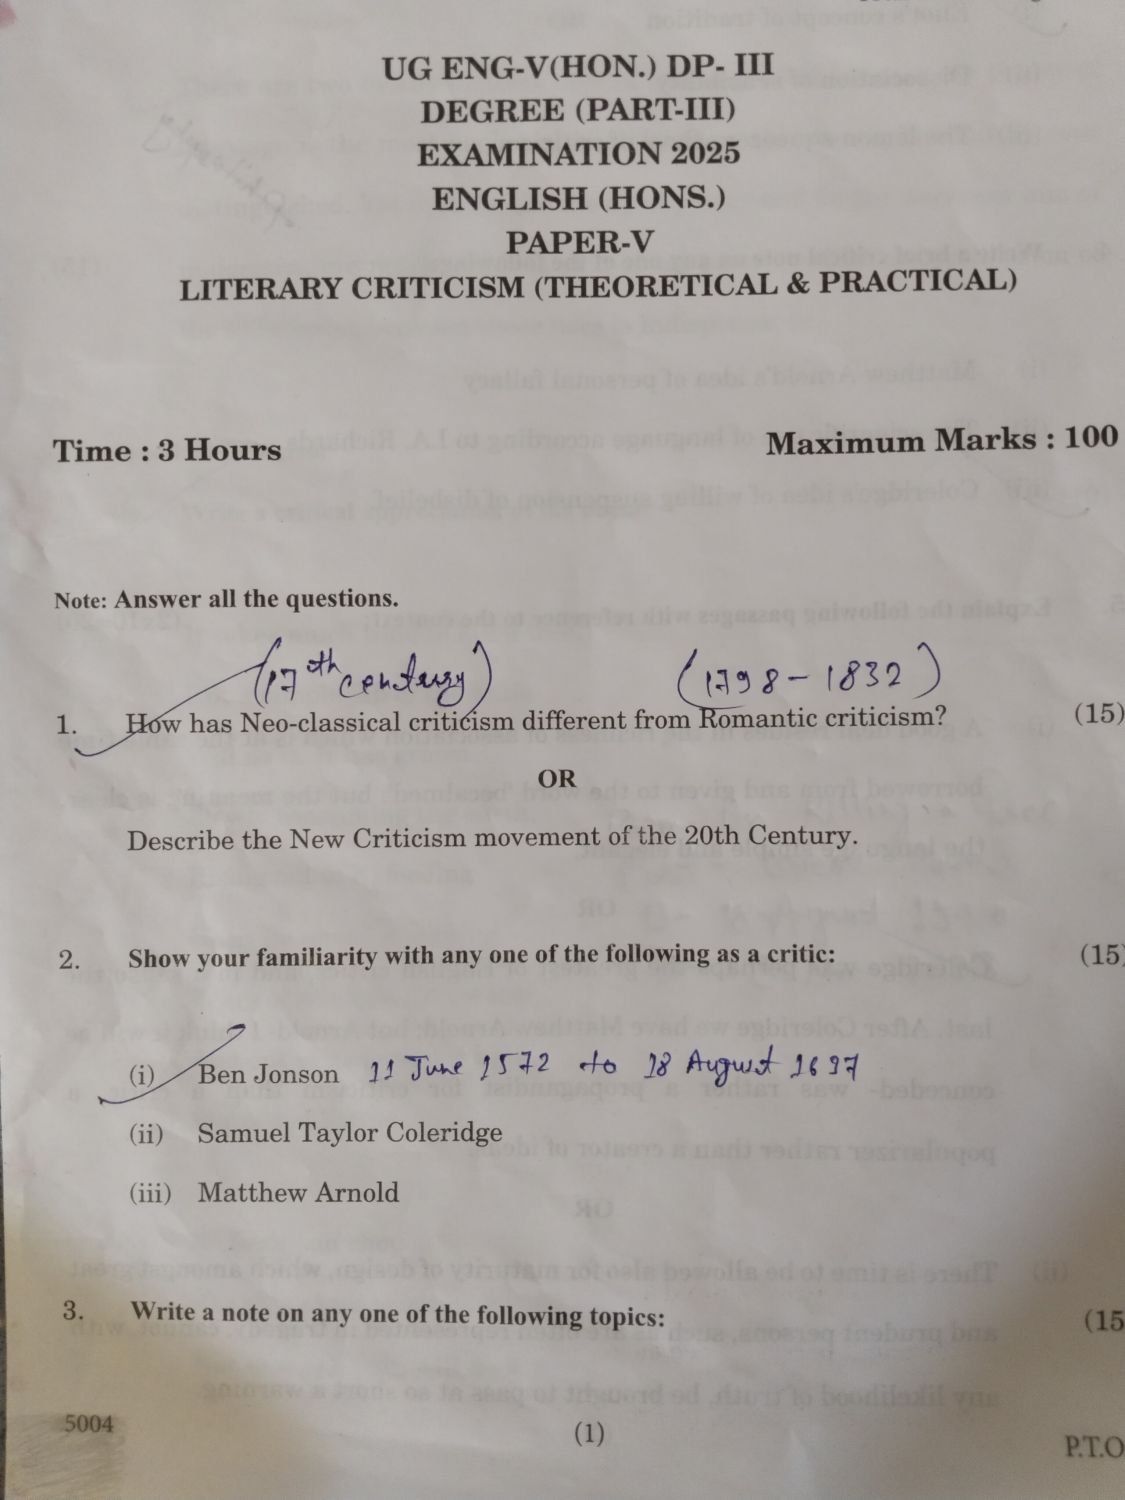 UG ENG-V(HON.) DP- III
DEGREE (PART-III)
EXAMINATION 2025
ENGLISH (HONS.)
PAPER-V
LITERARY CRITICISM (THEORETICAL & PRACTICAL)
Time : 3 Hours Maximum Marks : 100
Note: Answer all the questions.
(17th century) (1798 - 1832)
1. How has Neo-classical criticism different from Romantic criticism? (15)
OR
Describe the New Criticism movement of the 20th Century.
2. Show your familiarity with any one of the following as a critic: (15)
(i) Ben Jonson 11 June 1572 to 18 August 1637
(ii) Samuel Taylor Coleridge
(iii) Matthew Arnold
3. Write a note on any one of the following topics: (15
5004 (1) P.T.O